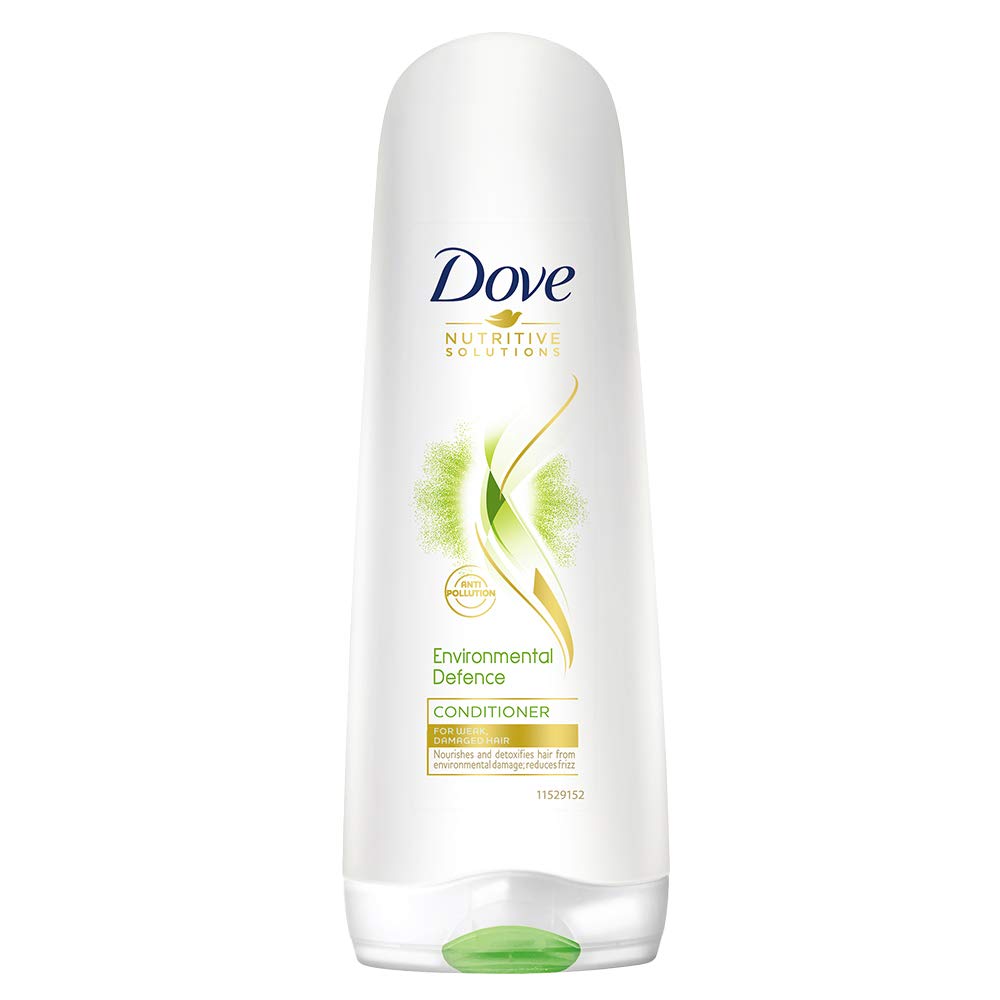 Dove
NUTRITIVE
SOLUTIONS
ANTI
POLLUTION
Environmental
Defence
CONDITIONER
FOR WEAK,
DAMAGED HAIR
Nourishes and detoxifies hair from
environmental damage; reduces frizz
11529152